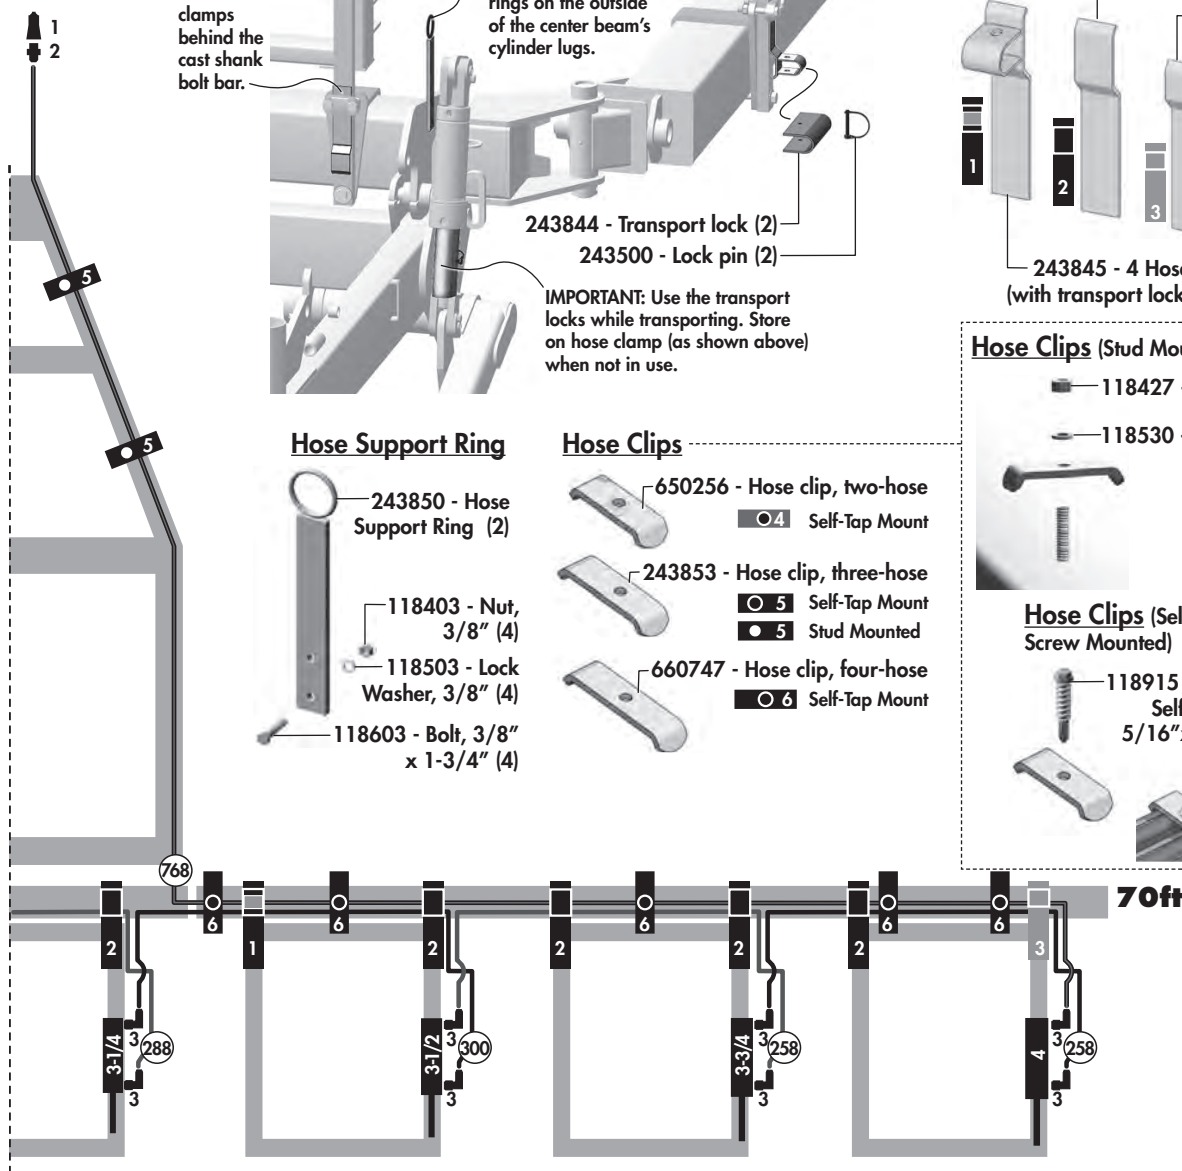 1
2
clamps
behind the
cast shank
bolt bar.
rings on the outside
of the center beam's
cylinder lugs.
243844 - Transport lock (2)
243500 - Lock pin (2)
IMPORTANT: Use the transport
locks while transporting. Store
on hose clamp (as shown above)
when not in use.
1
2
3
243845 - 4 Hose
(with transport lock
5
5
Hose Support Ring
243850 - Hose
Support Ring (2)
118403 - Nut,
3/8" (4)
118503 - Lock
Washer, 3/8" (4)
118603 - Bolt, 3/8"
x 1-3/4" (4)
Hose Clips
650256 - Hose clip, two-hose
4 Self-Tap Mount
243853 - Hose clip, three-hose
5 Self-Tap Mount
5 Stud Mounted
660747 - Hose clip, four-hose
6 Self-Tap Mount
Hose Clips (Stud Mou
118427 -
118530 -
Hose Clips (Sel
Screw Mounted)
118915
Self
5/16"
768
70ft
6
6
6
6
6
2
1
2
2
2
2
3
3-1/4
3
288
3
3-1/2
3
300
3
3-3/4
3
258
3
4
3
258
3